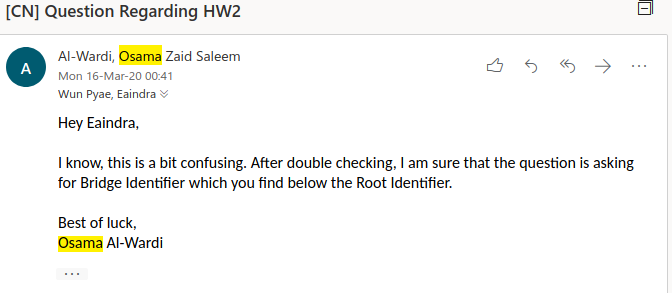 [CN] Question Regarding HW2
A
Al-Wardi, Osama Zaid Saleem
Mon 16-Mar-20 00:41
Wun Pyae, Eaindra
Hey Eaindra,
I know, this is a bit confusing. After double checking, I am sure that the question is asking
for Bridge Identifier which you find below the Root Identifier.
Best of luck,
Osama Al-Wardi
...